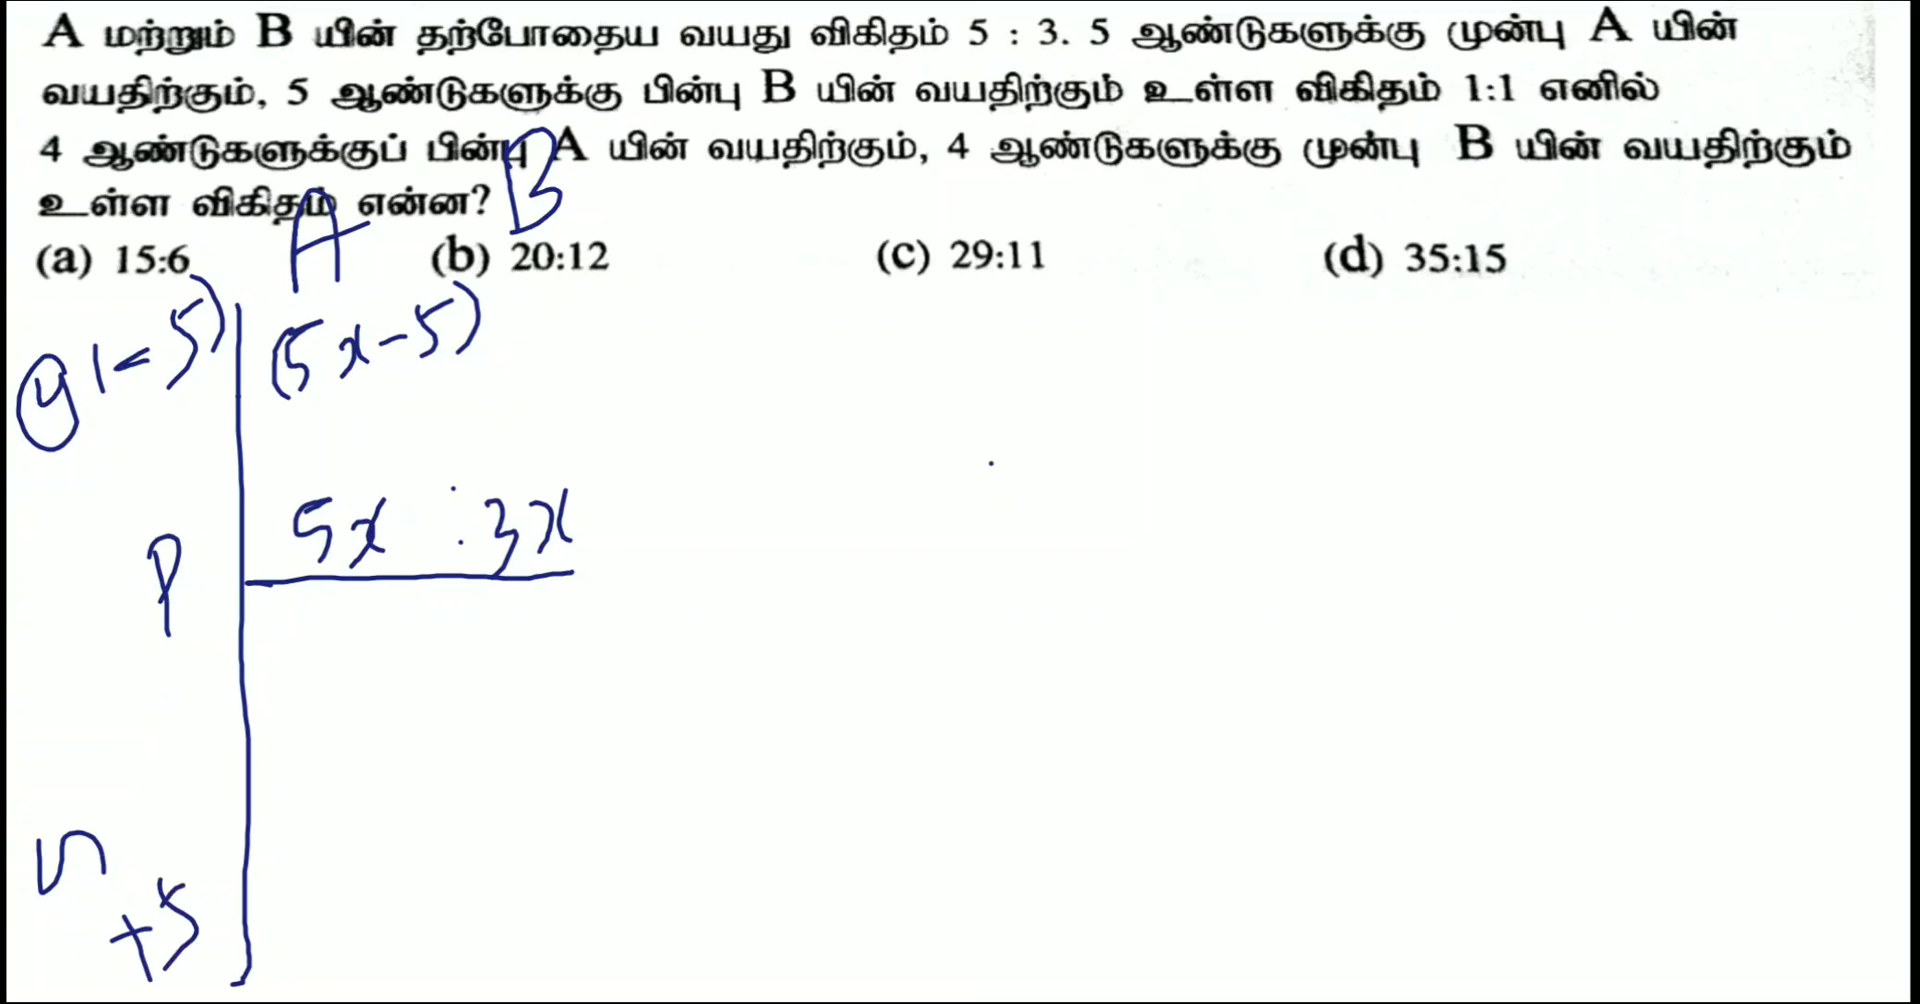 A மற்றும் B யின் தற்போதைய வயது விகிதம் 5 : 3. 5 ஆண்டுகளுக்கு முன்பு A யின்
வயதிற்கும், 5 ஆண்டுகளுக்கு பின்பு B யின் வயதிற்கும் உள்ள விகிதம் 1:1 எனில்
4 ஆண்டுகளுக்குப் பின்பு A யின் வயதிற்கும், 4 ஆண்டுகளுக்கு முன்பு B யின் வயதிற்கும்
உள்ள விகிதம் என்ன?
(a) 15:6 (b) 20:12 (c) 29:11 (d) 35:15
A B
(5x-5)
P 5x : 3x
+5